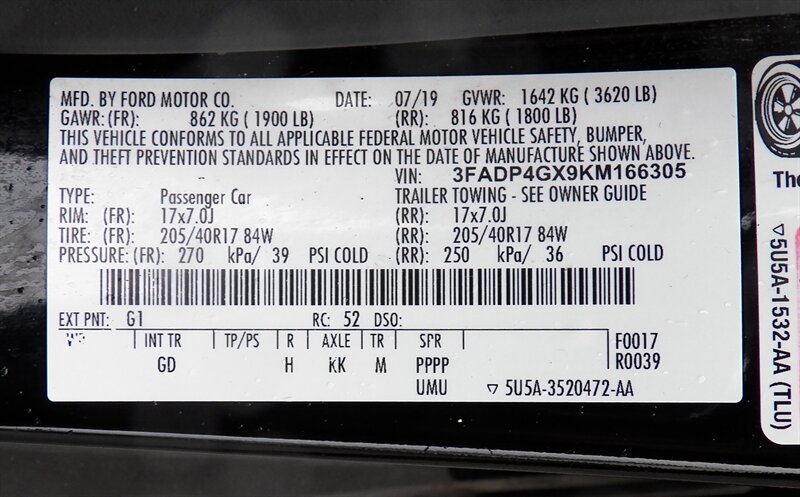 MFD. BY FORD MOTOR CO. DATE: 07/19 GVWR: 1642 KG ( 3620 LB)
GAWR: (FR): 862 KG ( 1900 LB) (RR): 816 KG ( 1800 LB)
THIS VEHICLE CONFORMS TO ALL APPLICABLE FEDERAL MOTOR VEHICLE SAFETY, BUMPER,
AND THEFT PREVENTION STANDARDS IN EFFECT ON THE DATE OF MANUFACTURE SHOWN ABOVE.
VIN: 3FADP4GX9KM166305
TYPE: Passenger Car TRAILER TOWING - SEE OWNER GUIDE
RIM: (FR) 17x7.0J (RR): 17x7.0J
TIRE: (FR): 205/40R17 84W (RR): 205/40R17 84W
PRESSURE: (FR): 270 kPa/ 39 PSI COLD (RR): 250 kPa/ 36 PSI COLD
EXT PNT: G1 RC: 52 DSO:
INT TR TP/PS R AXLE TR SPR F0017
GD H KK M PPPP R0039
UMU ▽ 5U5A-3520472-AA
The
▽5U5A-1532-AA (TLU)